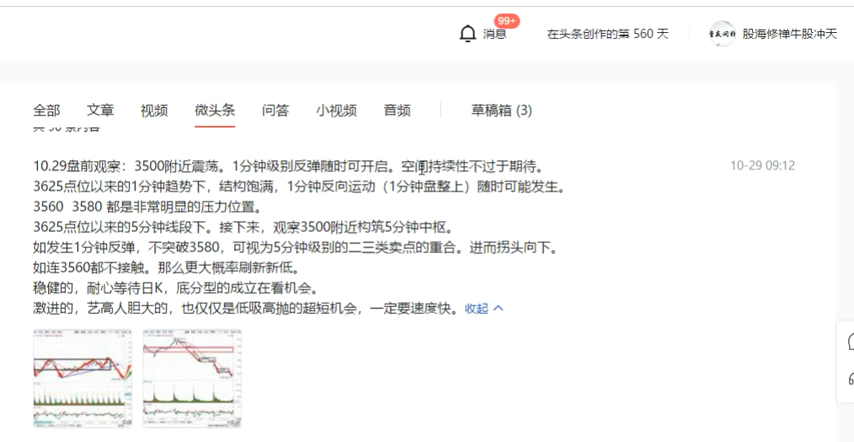 99+
消息
在头条创作的第 560 天
股海修禅牛股冲天
全部 文章 视频 微头条 问答 小视频 音频 草稿箱 (3)
10.29盘前观察：3500附近震荡。1分钟级别反弹随时可开启。空间持续性不过于期待。
10-29 09:12
3625点位以来的1分钟趋势下，结构饱满，1分钟反向运动（1分钟盘整上）随时可能发生。
3560 3580 都是非常明显的压力位置。
3625点位以来的5分钟线段下。接下来，观察3500附近构筑5分钟中枢。
如发生1分钟反弹，不突破3580，可视为5分钟级别的二三类卖点的重合。进而拐头向下。
如连3560都不接触。那么更大概率刷新新低。
稳健的，耐心等待日K，底分型的成立在看机会。
激进的，艺高人胆大的，也仅仅是低吸高抛的超短机会，一定要速度快。收起